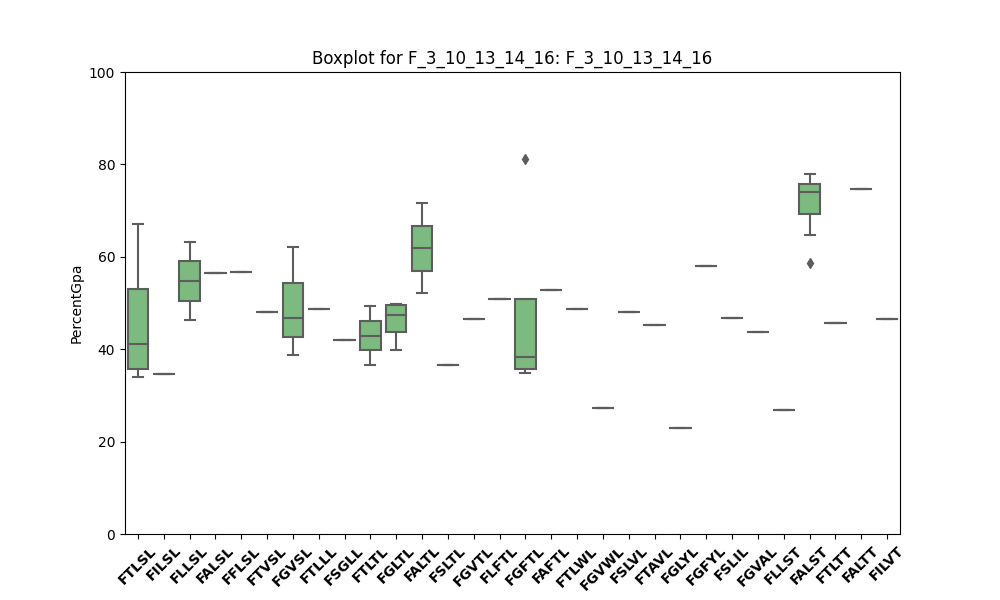 Boxplot for F_3_10_13_14_16: F_3_10_13_14_16
100
80
60
40
20
0
PercentGpa
FTLSL
FILSL
FLLSL
FALSL
FFLSL
FTVSL
FGVSL
FTLLL
FSGLL
FTLTL
FGLTL
FALTL
FSLTL
FGVTL
FLFTL
FGFTL
FAFTL
FTLWL
FGVWL
FSLVL
FTAVL
FGLYL
FGFYL
FSLIL
FGVAL
FLLST
FALST
FTLTT
FALTT
FILVT